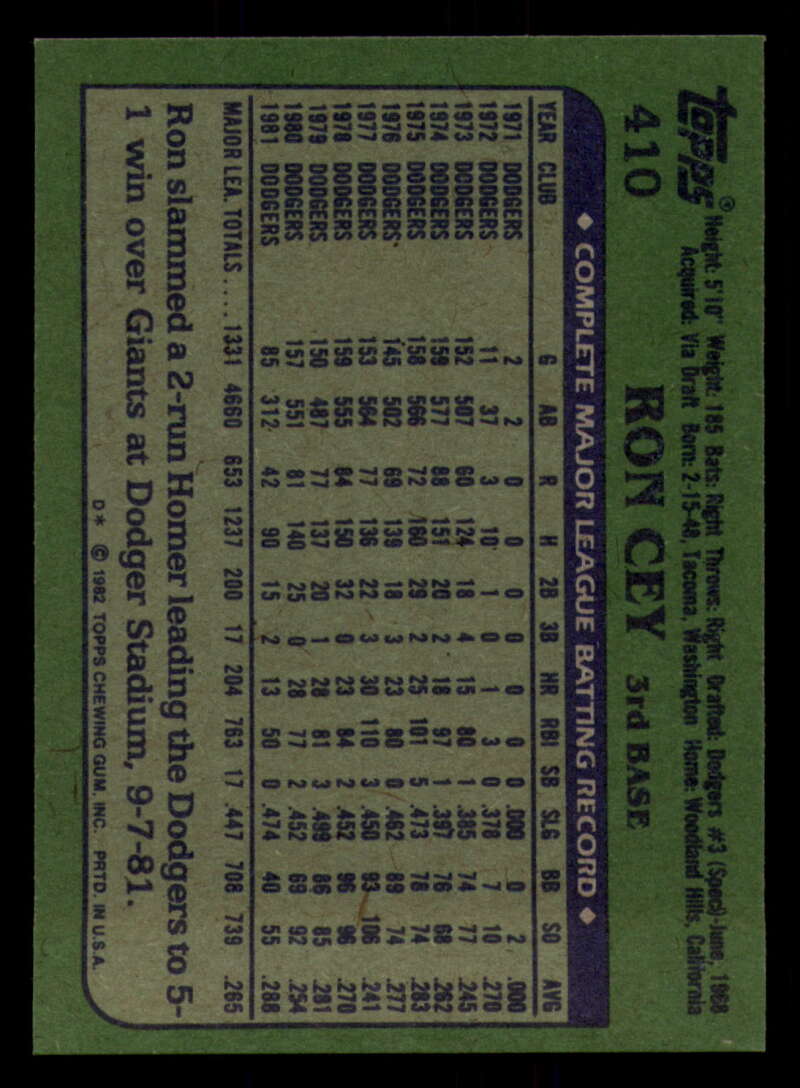 Topps®
410 RON CEY 3rd BASE
Height: 5'10" Weight: 185 Bats: Right Throws: Right Drafted: Dodgers #3 (Specl)-June, 1968
Acquired: Via Draft Born: 2-15-48, Tacoma, Washington Home: Woodland Hills, California
◆ COMPLETE MAJOR LEAGUE BATTING RECORD ◆
YEAR CLUB G AB R H 2B 3B HR RBI SB SLG BB SO AVG
1971 DODGERS 2 2 0 0 0 0 0 0 0 .000 0 2 .000
1972 DODGERS 11 37 3 10 1 0 1 3 0 .378 7 10 .270
1973 DODGERS 152 507 60 124 18 4 15 80 1 .385 74 77 .245
1974 DODGERS 159 577 88 151 20 2 18 97 1 .397 76 68 .262
1975 DODGERS 158 566 72 160 29 2 25 101 5 .473 78 74 .283
1976 DODGERS 145 502 69 139 18 3 23 80 0 .462 89 74 .277
1977 DODGERS 153 564 77 136 22 3 30 110 3 .450 93 106 .241
1978 DODGERS 159 555 84 150 32 0 23 84 2 .452 96 96 .270
1979 DODGERS 150 487 77 137 20 1 28 81 3 .499 86 85 .281
1980 DODGERS 157 551 81 140 25 0 28 77 2 .452 69 92 .254
1981 DODGERS 85 312 42 90 15 2 13 50 0 .474 40 55 .288
MAJOR LEA. TOTALS .... 1331 4660 653 1237 200 17 204 763 17 .447 708 739 .265
Ron slammed a 2-run Homer leading the Dodgers to 5-
1 win over Giants at Dodger Stadium, 9-7-81.
D* © 1982 TOPPS CHEWING GUM, INC. PRTD. IN U.S.A.